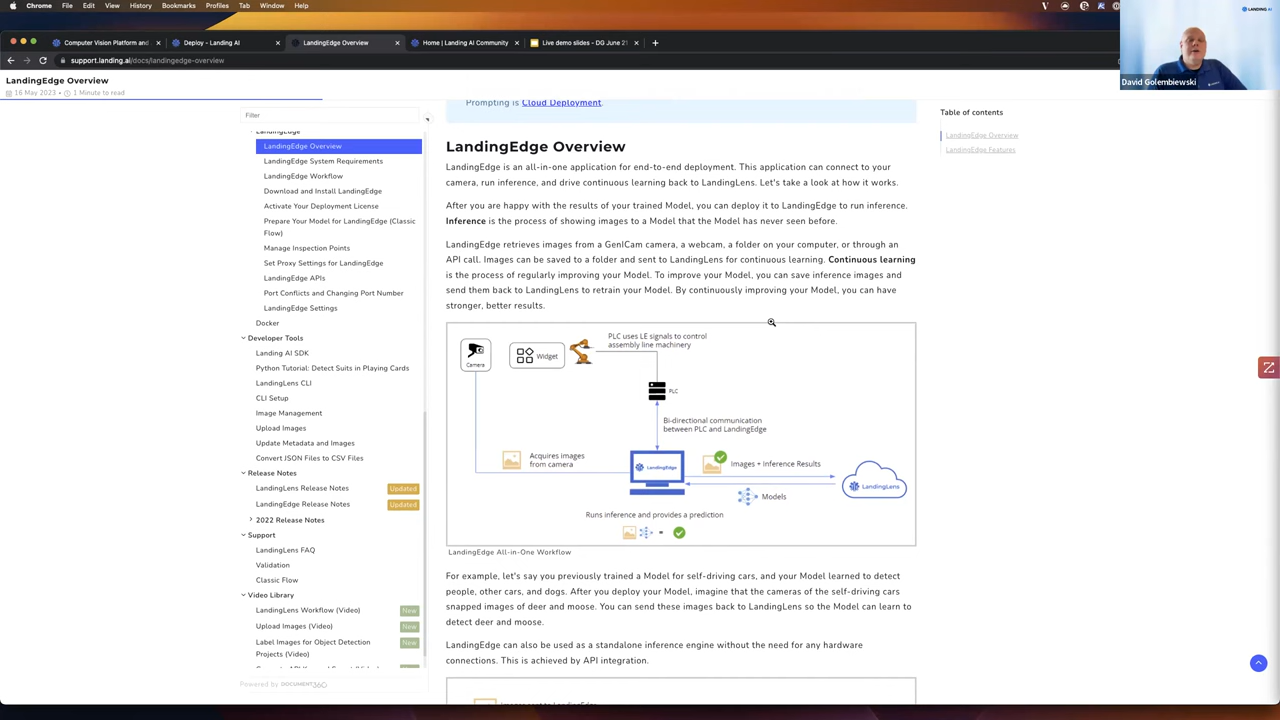 Chrome File Edit View History Bookmarks Profiles Tab Window Help
LANDING AI
Computer Vision Platform and
Deploy - Landing AI
LandingEdge Overview
Home | Landing AI Community
Live demo slides - DG June 21
support.landing.ai/docs/landingedge-overview
David Golembiewski
LandingEdge Overview
16 May 2023 • 1 Minute to read
Filter
LandingEdge
LandingEdge Overview
LandingEdge System Requirements
LandingEdge Workflow
Download and Install LandingEdge
Activate Your Deployment License
Prepare Your Model for LandingEdge (Classic
Flow)
Manage Inspection Points
Set Proxy Settings for LandingEdge
LandingEdge APIs
Port Conflicts and Changing Port Number
LandingEdge Settings
Docker
Developer Tools
Landing AI SDK
Python Tutorial: Detect Suits in Playing Cards
LandingLens CLI
CLI Setup
Image Management
Upload Images
Update Metadata and Images
Convert JSON Files to CSV Files
Release Notes
LandingLens Release Notes Updated
LandingEdge Release Notes Updated
2022 Release Notes
Support
LandingLens FAQ
Validation
Classic Flow
Video Library
LandingLens Workflow (Video) New
Upload Images (Video) New
Label Images for Object Detection New
Projects (Video)
Powered by DOCUMENT360
Prompting is Cloud Deployment.
LandingEdge Overview
LandingEdge is an all-in-one application for end-to-end deployment. This application can connect to your
camera, run inference, and drive continuous learning back to LandingLens. Let's take a look at how it works.
After you are happy with the results of your trained Model, you can deploy it to LandingEdge to run inference.
Inference is the process of showing images to a Model that the Model has never seen before.
LandingEdge retrieves images from a GenICam camera, a webcam, a folder on your computer, or through an
API call. Images can be saved to a folder and sent to LandingLens for continuous learning. Continuous learning
is the process of regularly improving your Model. To improve your Model, you can save inference images and
send them back to LandingLens to retrain your Model. By continuously improving your Model, you can have
stronger, better results.
Camera
Widget
PLC uses LE signals to control
assembly line machinery
PLC
Bi-directional communication
between PLC and LandingEdge
Acquires images
from camera
LandingEdge
Images + Inference Results
Models
LandingLens
Runs inference and provides a prediction
=
LandingEdge All-in-One Workflow
For example, let's say you previously trained a Model for self-driving cars, and your Model learned to detect
people, other cars, and dogs. After you deploy your Model, imagine that the cameras of the self-driving cars
snapped images of deer and moose. You can send these images back to LandingLens so the Model can learn to
detect deer and moose.
LandingEdge can also be used as a standalone inference engine without the need for any hardware
connections. This is achieved by API integration.
Table of contents
LandingEdge Overview
LandingEdge Features